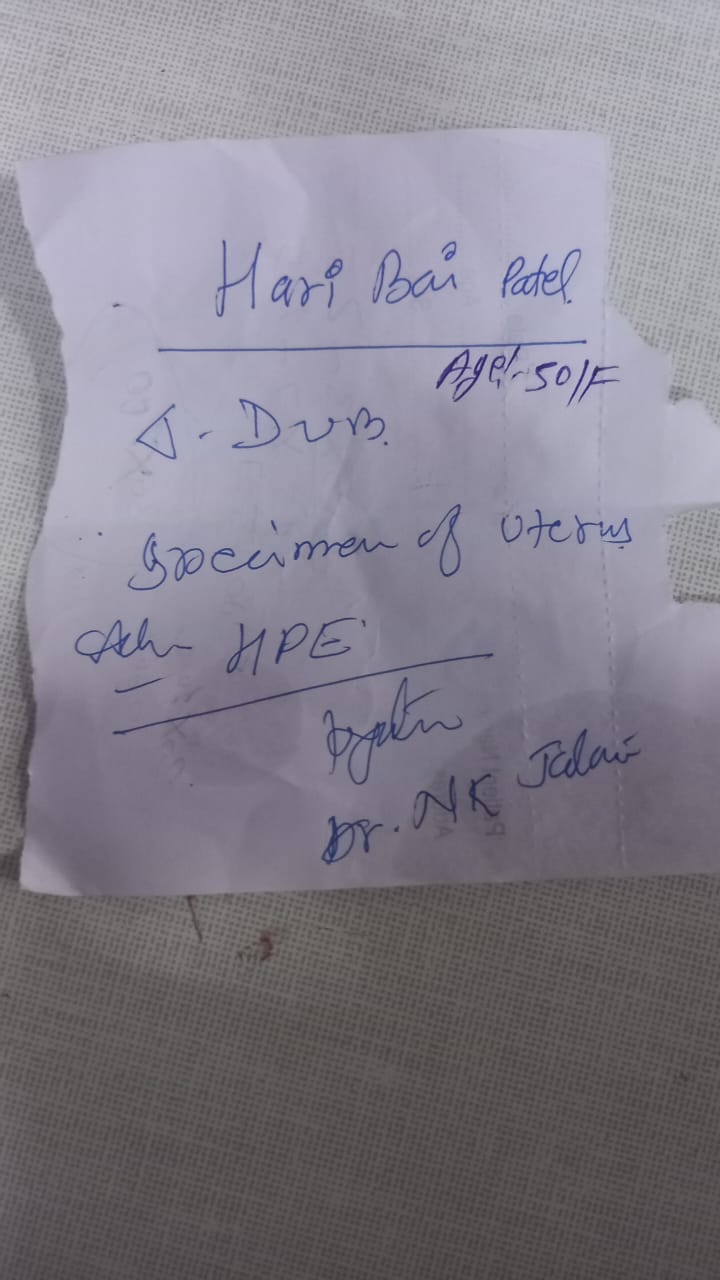 Hari Bai Patel
Age:- 50/F
- DUB.
Specimen of uterus
HPE
Dr. NK